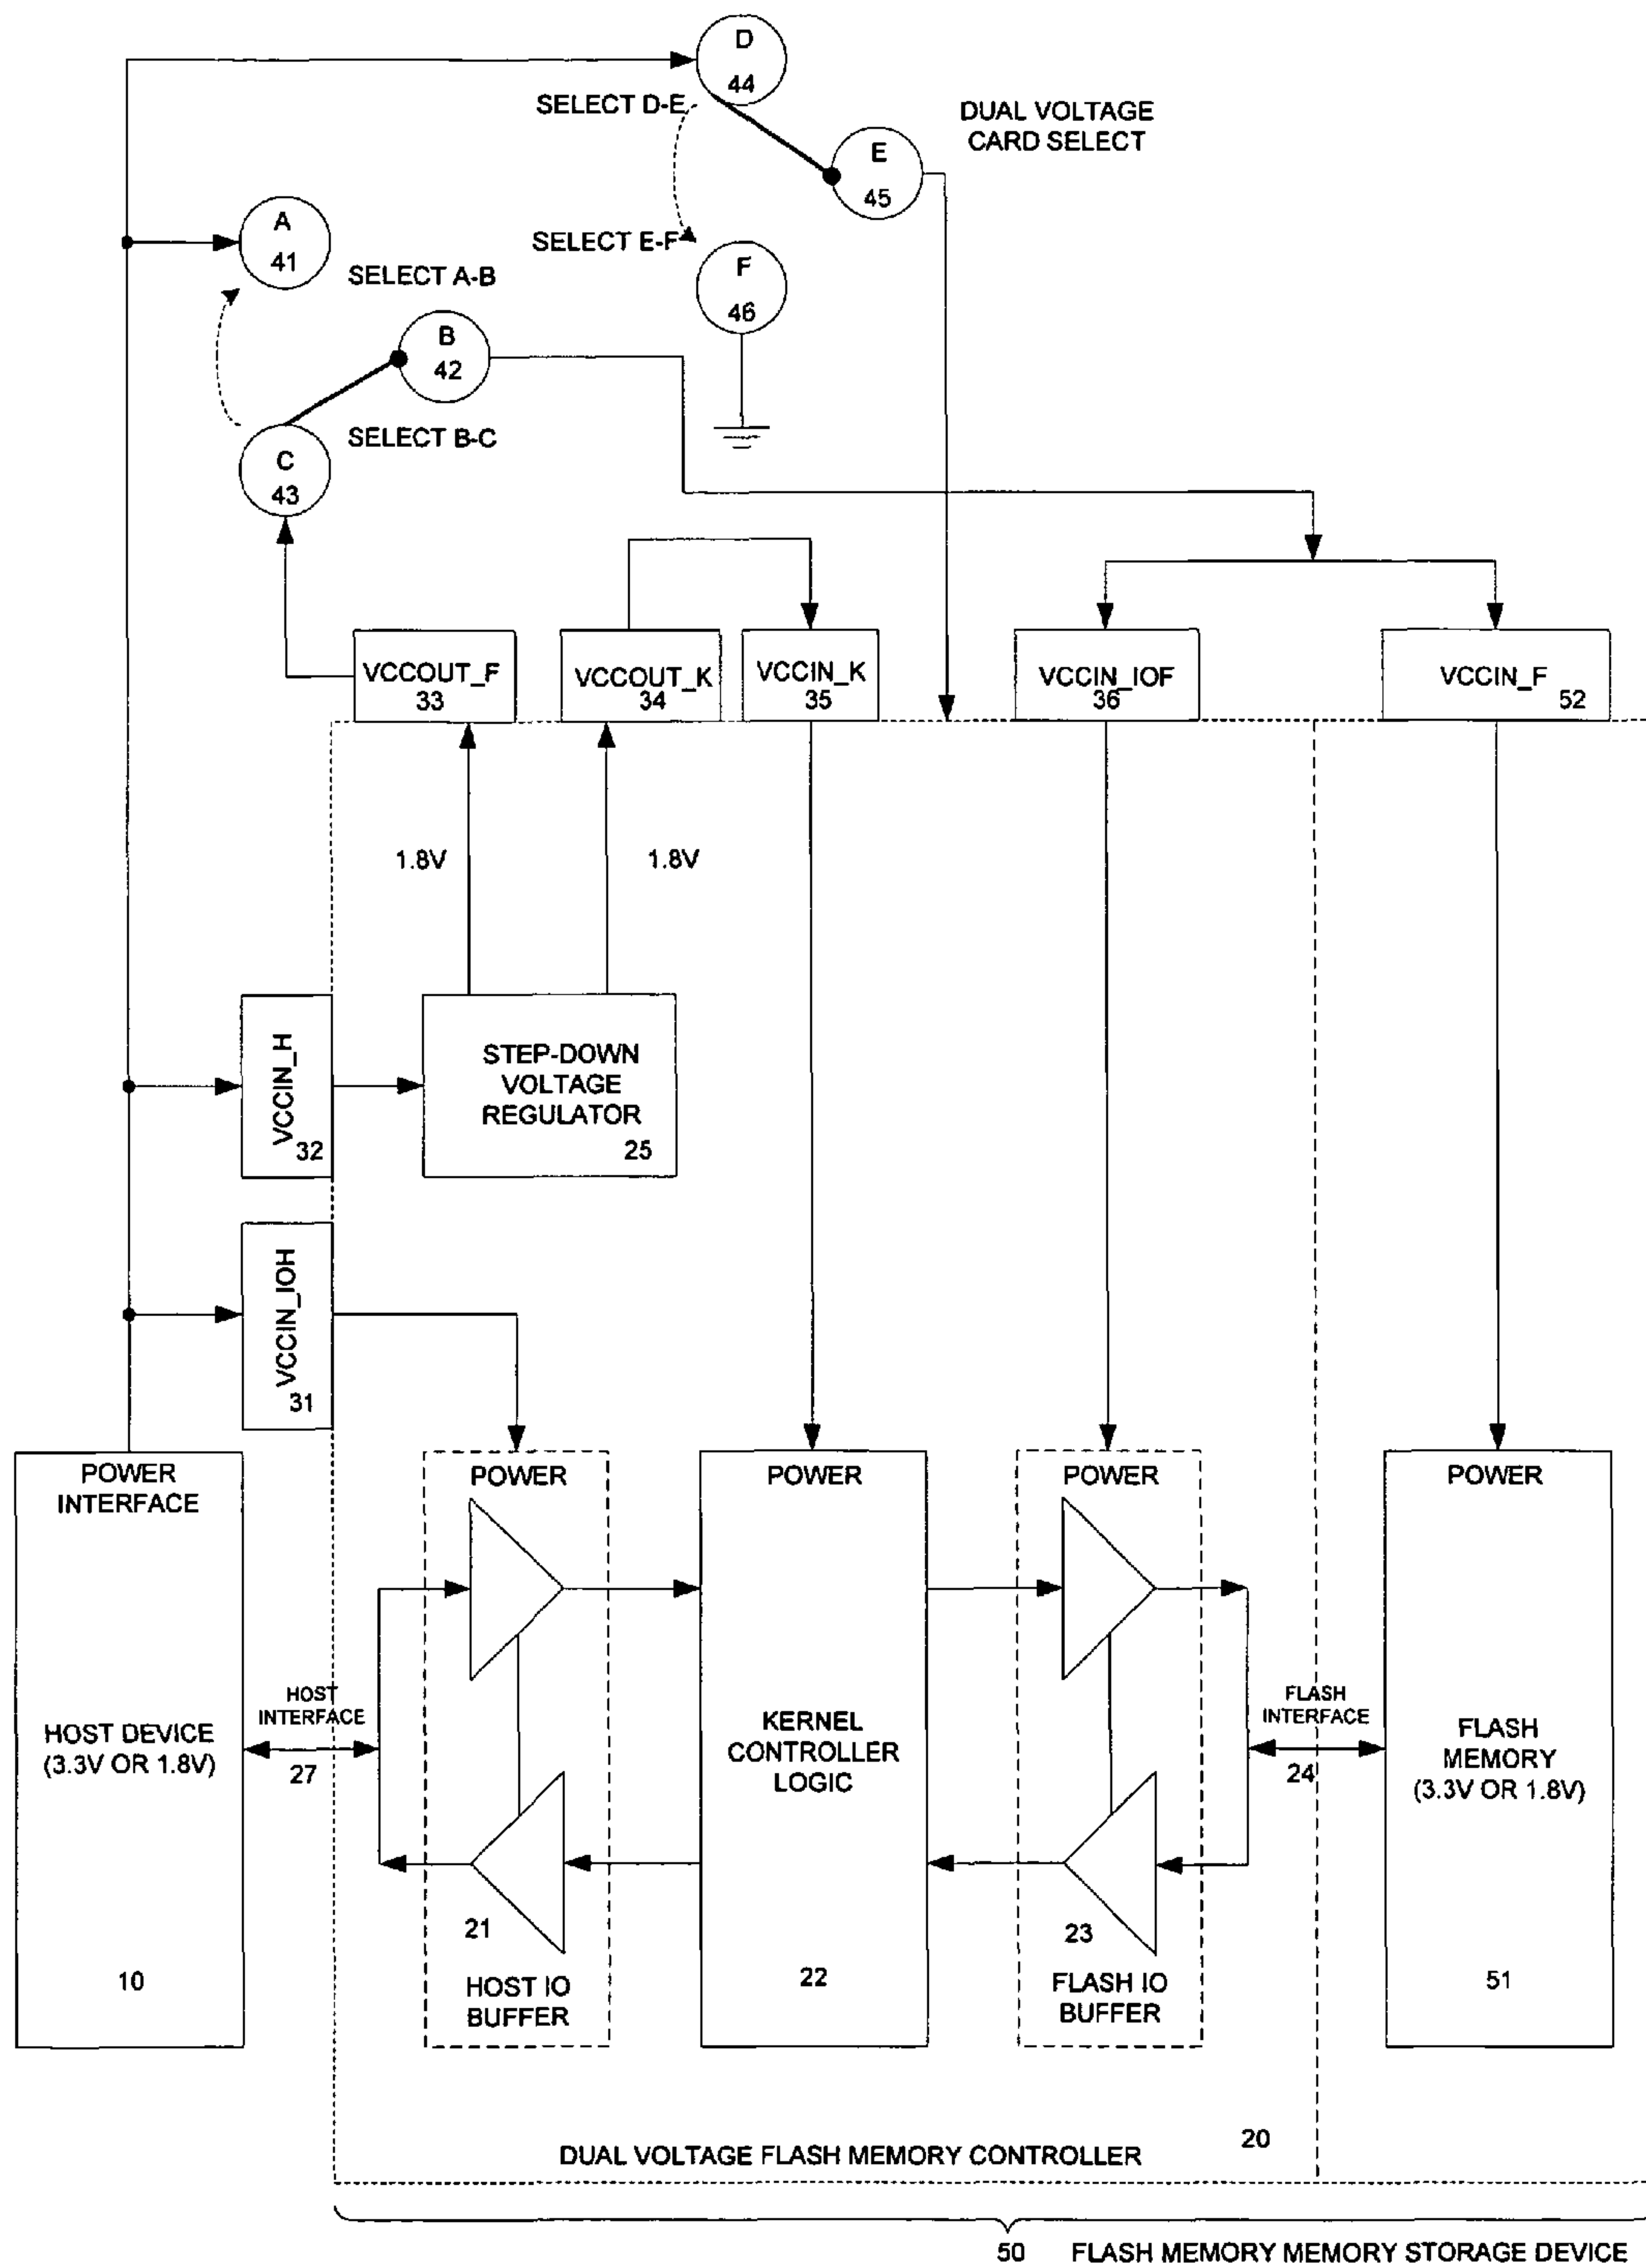 D
44
SELECT D-E
DUAL VOLTAGE
CARD SELECT
E
45
A
41
SELECT E-F
F
46
SELECT A-B
B
42
SELECT B-C
C
43
VCCOUT_F
33
VCCOUT_K
34
VCCIN_K
35
VCCIN_IOF
36
VCCIN_F
52
1.8V
1.8V
VCCIN_H
32
STEP-DOWN
VOLTAGE
REGULATOR
25
VCCIN_IOH
31
POWER
INTERFACE
POWER
POWER
POWER
POWER
HOST DEVICE
(3.3V OR 1.8V)
10
HOST
INTERFACE
27
21
HOST IO
BUFFER
KERNEL
CONTROLLER
LOGIC
22
23
FLASH IO
BUFFER
FLASH
INTERFACE
24
FLASH
MEMORY
(3.3V OR 1.8V)
51
DUAL VOLTAGE FLASH MEMORY CONTROLLER
20
50 FLASH MEMORY MEMORY STORAGE DEVICE